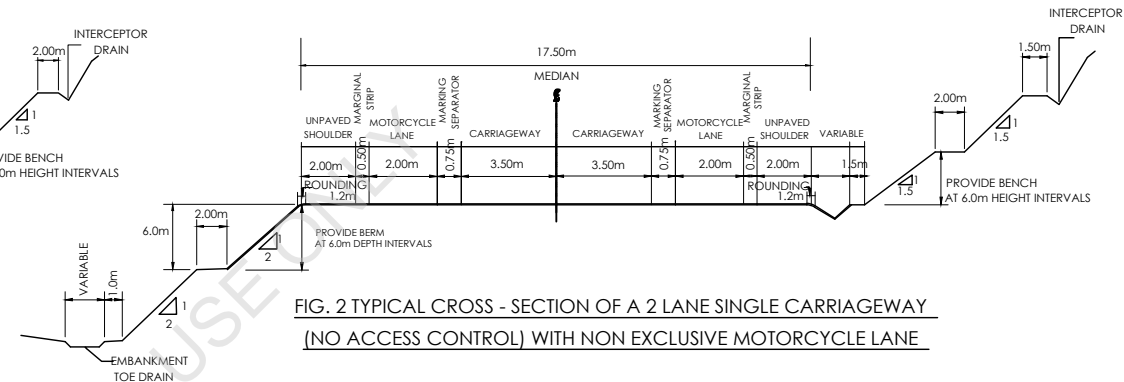 INTERCEPTOR
DRAIN
2.00m
1
1.5
VIDE BENCH
0m HEIGHT INTERVALS
17.50m
MEDIAN
UNPAVED
SHOULDER
MARGINAL
STRIP
MOTORCYCLE
LANE
MARKING
SEPARATOR
CARRIAGEWAY
CARRIAGEWAY
MARKING
SEPARATOR
MOTORCYCLE
LANE
MARGINAL
STRIP
UNPAVED
SHOULDER
VARIABLE
2.00m
0.50m
2.00m
0.75m
3.50m
3.50m
0.75m
2.00m
0.50m
2.00m
1.5m
ROUNDING
1.2m
ROUNDING
1.2m
INTERCEPTOR
DRAIN
1.50m
2.00m
1
1.5
1
1.5
PROVIDE BENCH
AT 6.0m HEIGHT INTERVALS
6.0m
2.00m
1
2
PROVIDE BERM
AT 6.0m DEPTH INTERVALS
VARIABLE
1.0m
1
2
EMBANKMENT
TOE DRAIN
USE ONLY
FIG. 2 TYPICAL CROSS - SECTION OF A 2 LANE SINGLE CARRIAGEWAY
(NO ACCESS CONTROL) WITH NON EXCLUSIVE MOTORCYCLE LANE